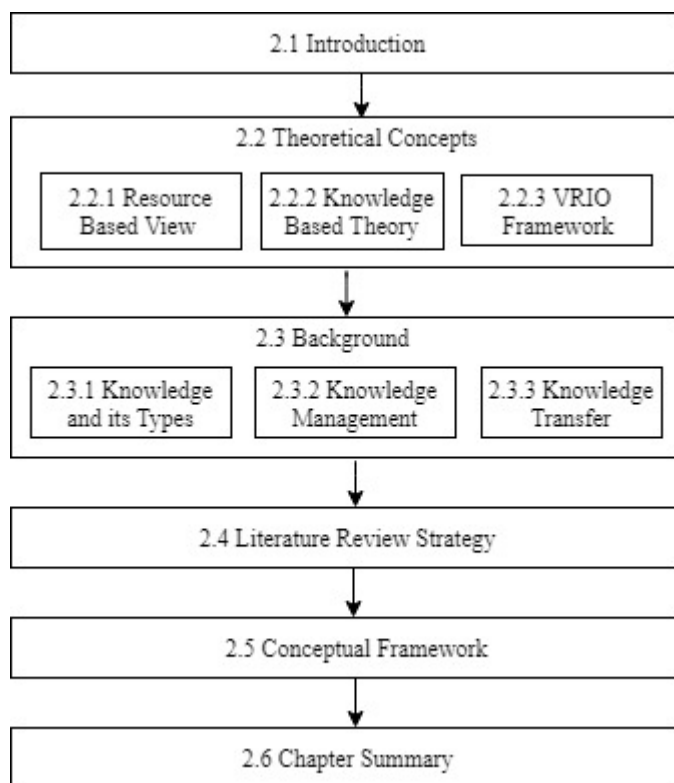 2.1 Introduction
2.2 Theoretical Concepts
2.2.1 Resource
Based View
2.2.2 Knowledge
Based Theory
2.2.3 VRIO
Framework
2.3 Background
2.3.1 Knowledge
and its Types
2.3.2 Knowledge
Management
2.3.3 Knowledge
Transfer
2.4 Literature Review Strategy
2.5 Conceptual Framework
2.6 Chapter Summary